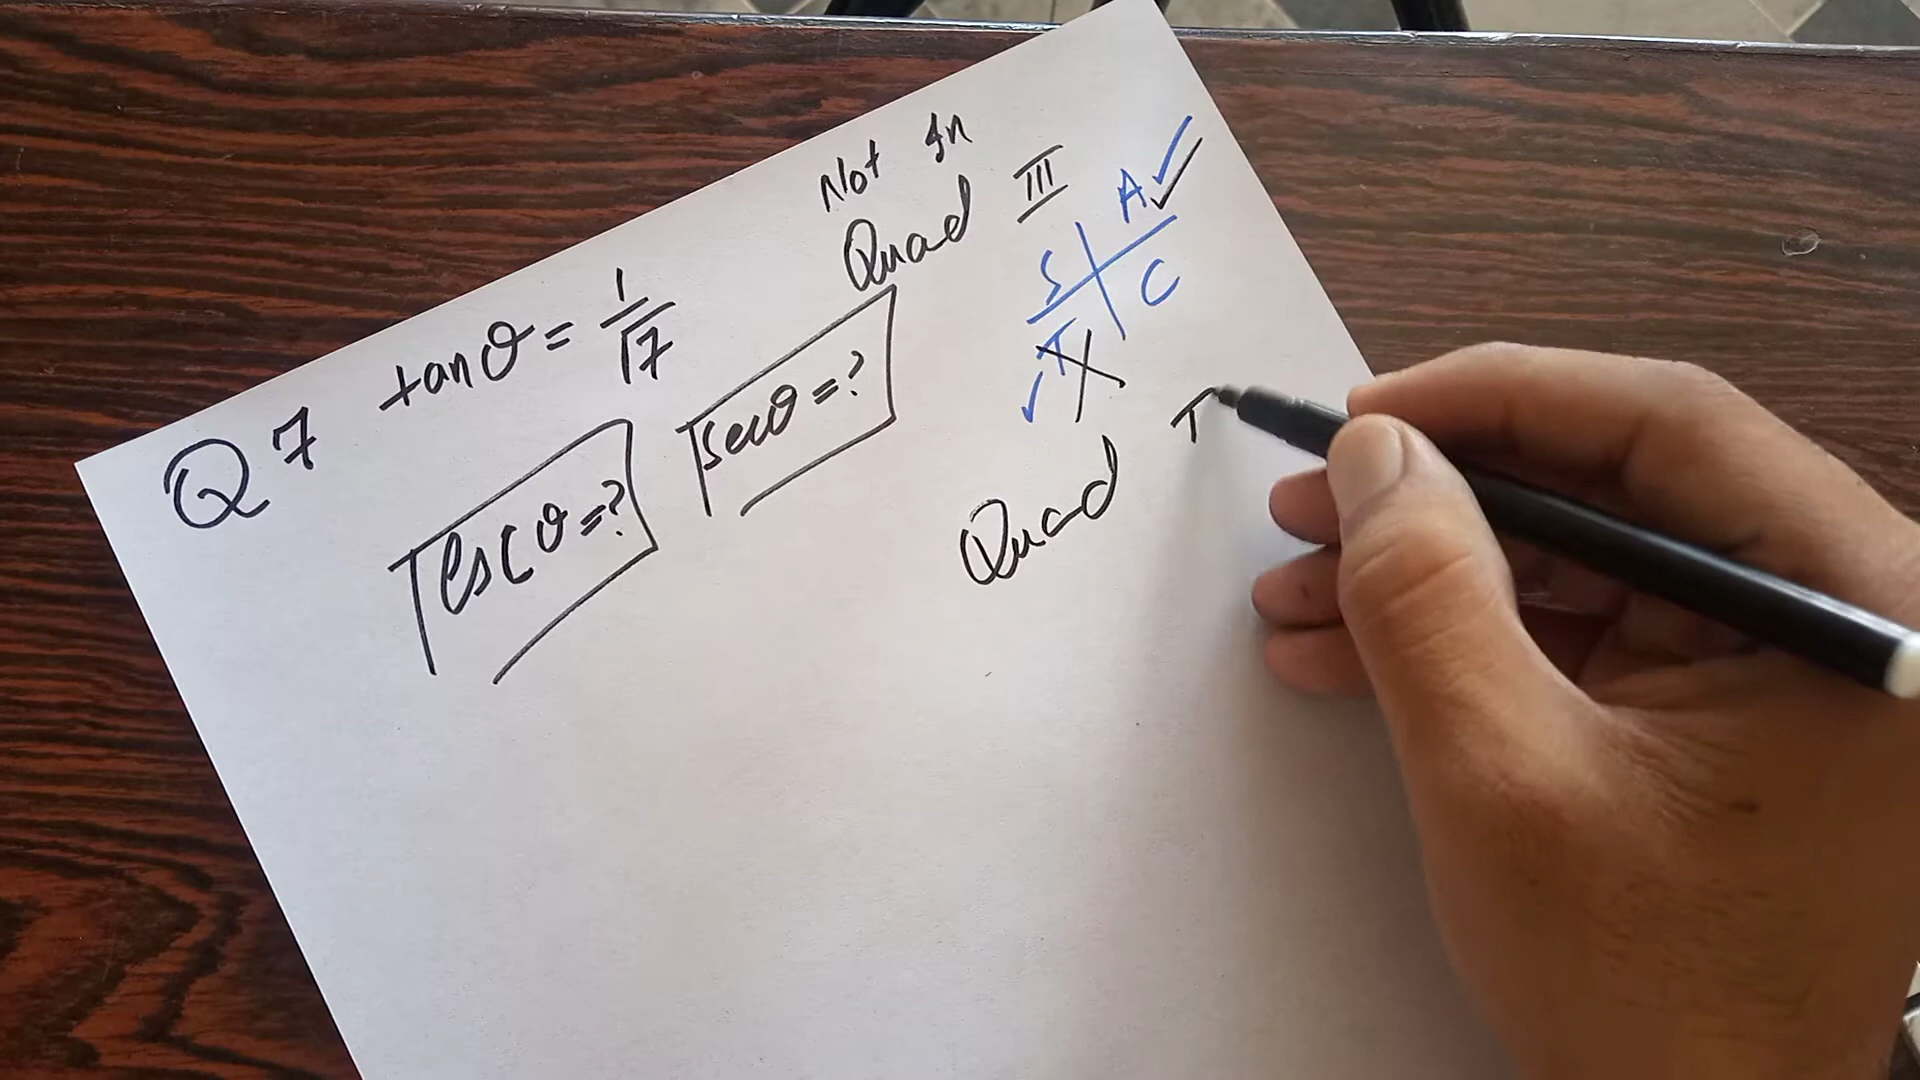 Not In
Quad III
Q7 tanθ = 1/√7
cscθ = ?
secθ = ?
S A
T C
Quad